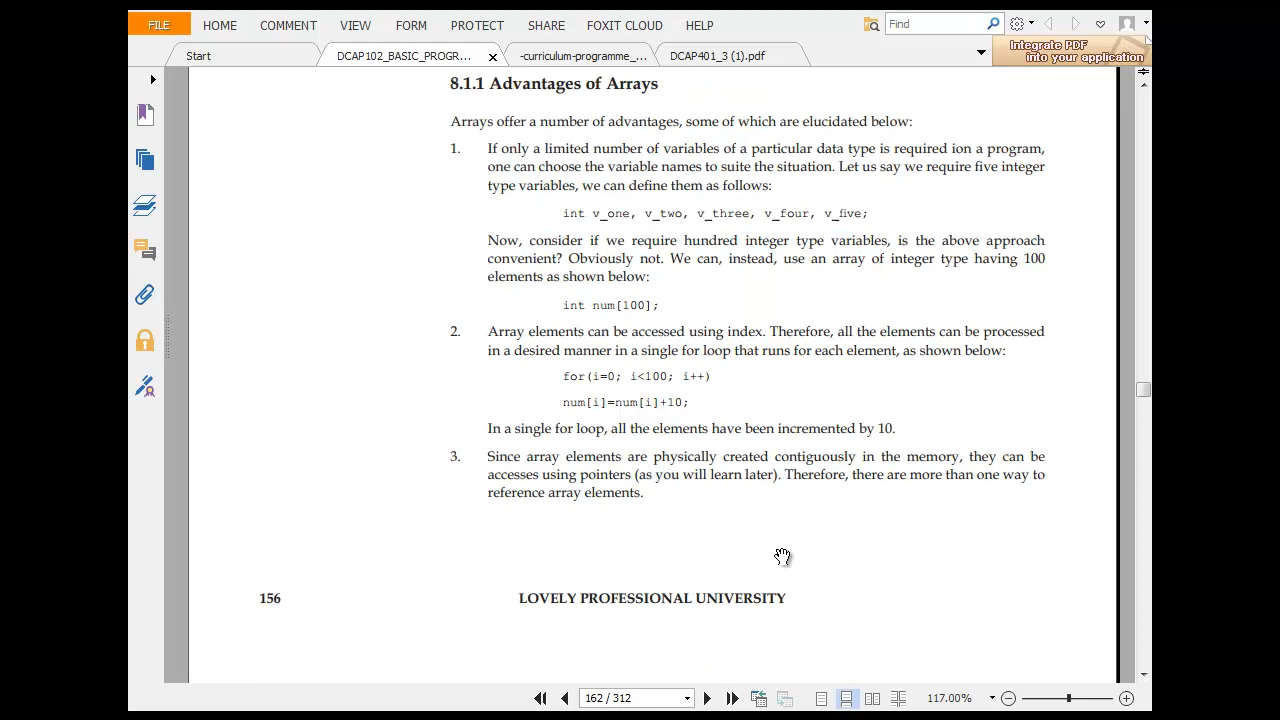 FILE HOME COMMENT VIEW FORM PROTECT SHARE FOXIT CLOUD HELP Find
Start DCAP102_BASIC_PROGR... -curriculum-programme_... DCAP401_3 (1).pdf Integrate PDF
into your application
8.1.1 Advantages of Arrays
Arrays offer a number of advantages, some of which are elucidated below:
1. If only a limited number of variables of a particular data type is required ion a program,
one can choose the variable names to suite the situation. Let us say we require five integer
type variables, we can define them as follows:
int v_one, v_two, v_three, v_four, v_five;
Now, consider if we require hundred integer type variables, is the above approach
convenient? Obviously not. We can, instead, use an array of integer type having 100
elements as shown below:
int num[100];
2. Array elements can be accessed using index. Therefore, all the elements can be processed
in a desired manner in a single for loop that runs for each element, as shown below:
for(i=0; i<100; i++)
num[i]=num[i]+10;
In a single for loop, all the elements have been incremented by 10.
3. Since array elements are physically created contiguously in the memory, they can be
accesses using pointers (as you will learn later). Therefore, there are more than one way to
reference array elements.
156 LOVELY PROFESSIONAL UNIVERSITY
162 / 312 117.00%